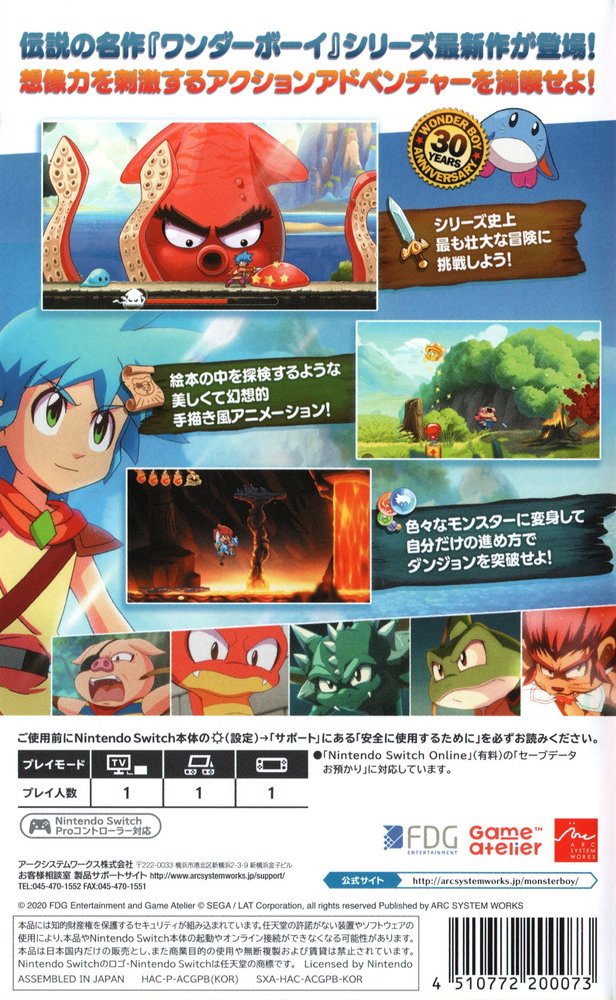 伝説の名作『ワンダーボーイ』シリーズ最新作が登場!
想像力を刺激するアクションアドベンチャーを満喫せよ!
WONDER BOY
30
YEARS
ANNIVERSARY
シリーズ史上
最も壮大な冒険に
挑戦しよう!
絵本の中を探検するような
美しくて幻想的
手描き風アニメーション!
色々なモンスターに変身して
自分だけの進め方で
ダンジョンを突破せよ!
ご使用前にNintendo Switch本体の(設定)→「サポート」にある「安全に使用するために」を必ずお読みください。
プレイモード TV
プレイ人数 1 1 1
●「Nintendo Switch Online」(有料)の「セーブデータ
お預かり」に対応しています。
Nintendo Switch
Proコントローラー対応
FDG
ENTERTAINMENT
Game™
atelier
ARC
SYSTEM
WORKS
アークシステムワークス株式会社 〒222-0033 横浜市港北区新横浜2-3-9 新横浜金子ビル
お客様相談室 製品サポートサイト http://www.arcsystemworks.jp/support/
TEL:045-470-1552 FAX:045-470-1551
公式サイト http://arcsystemworks.jp/monsterboy/
© 2020 FDG Entertainment and Game Atelier © SEGA / LAT Corporation, all rights reserved Published by ARC SYSTEM WORKS
本品には知的財産権を保護するセキュリティが組み込まれています。任天堂の許諾がない装置やソフトウェアの
使用により、本品やNintendo Switch本体の起動やオンライン接続ができなくなる可能性があります。
本品は日本国内だけの販売とし、また商業目的の使用や無断複製および賃貸は禁止されています。
Nintendo Switchのロゴ・Nintendo Switchは任天堂の商標です。 Licensed by Nintendo
ASSEMBLED IN JAPAN HAC-P-ACGPB(KOR) SXA-HAC-ACGPB-KOR
4 510772 200073